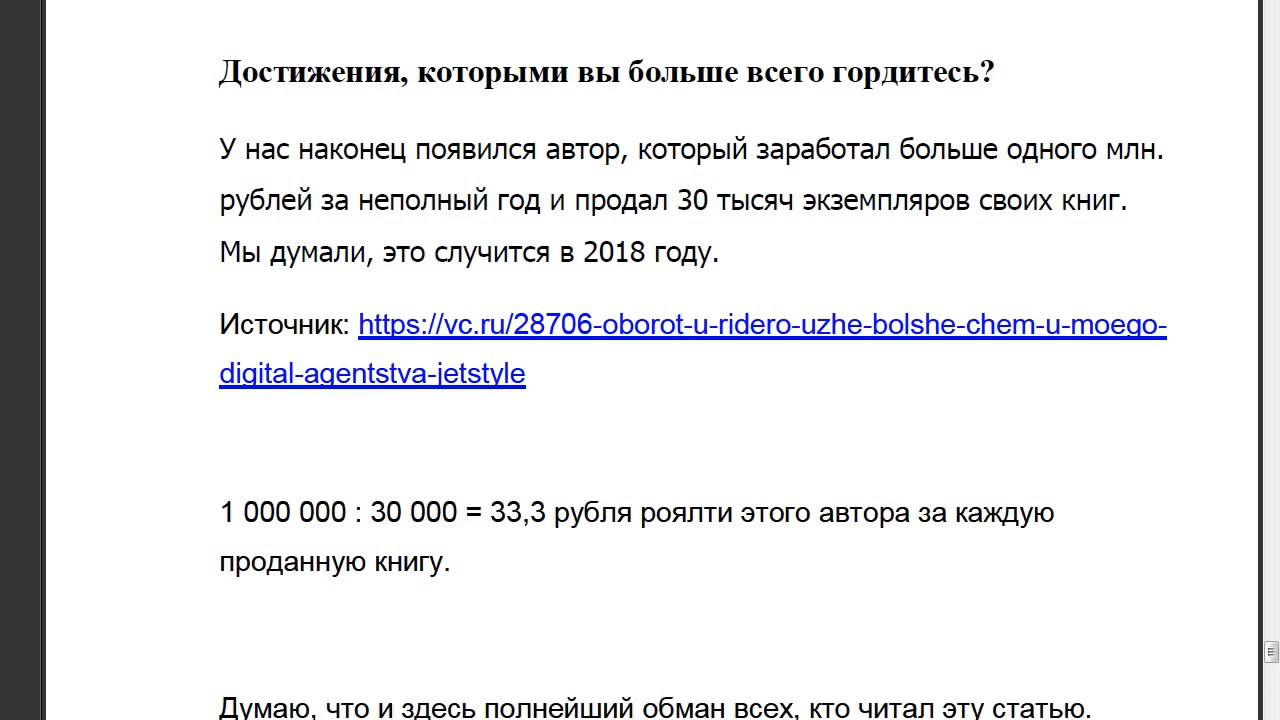 Достижения, которыми вы больше всего гордитесь?
У нас наконец появился автор, который заработал больше одного млн.
рублей за неполный год и продал 30 тысяч экземпляров своих книг.
Мы думали, это случится в 2018 году.
Источник: https://vc.ru/28706-oborot-u-ridero-uzhe-bolshe-chem-u-moego-
digital-agentstva-jetstyle
1 000 000 : 30 000 = 33,3 рубля роялти этого автора за каждую
проданную книгу.
Думаю, что и здесь полнейший обман всех, кто читал эту статью.